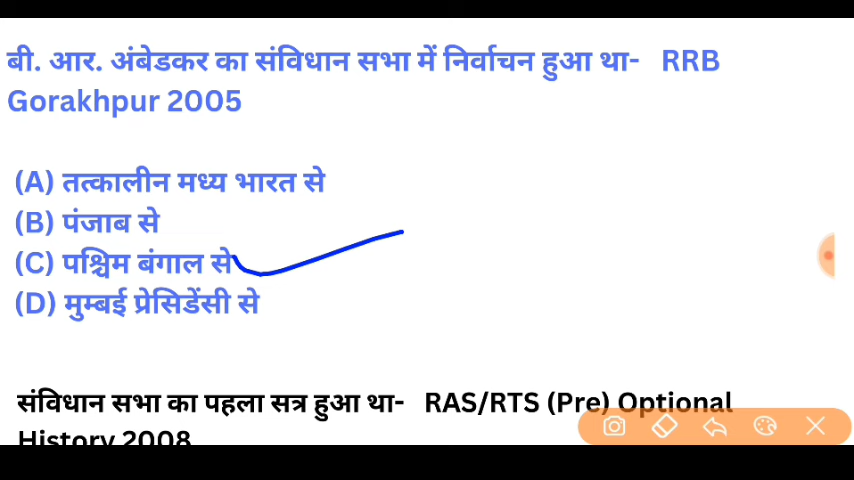 बी. आर. अंबेडकर का संविधान सभा में निर्वाचन हुआ था- RRB
Gorakhpur 2005
(A) तत्कालीन मध्य भारत से
(B) पंजाब से
(C) पश्चिम बंगाल से
(D) मुम्बई प्रेसिडेंसी से
संविधान सभा का पहला सत्र हुआ था- RAS/RTS (Pre) Optional
History 2008